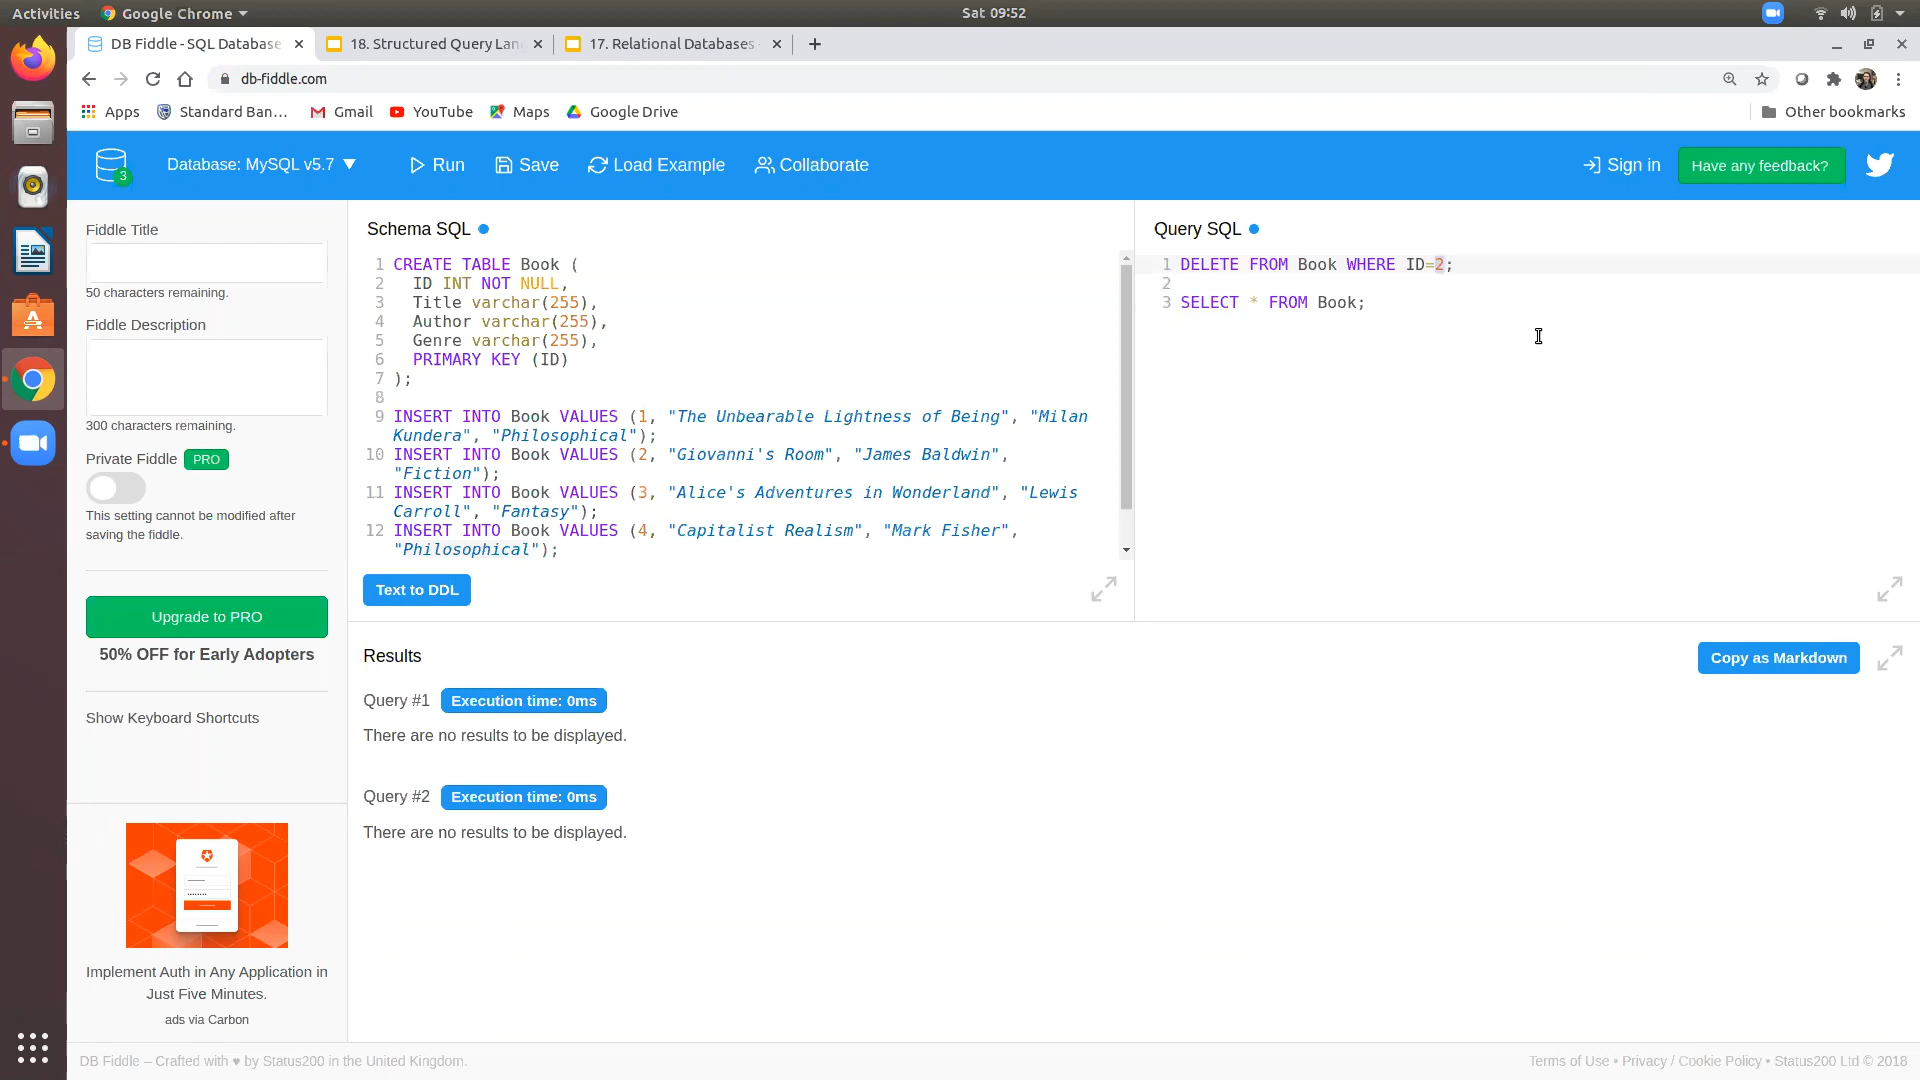 Activities
Google Chrome
Sat 09:52
DB Fiddle - SQL Database
18. Structured Query Lan
17. Relational Databases
db-fiddle.com
Apps
Standard Ban...
Gmail
YouTube
Maps
Google Drive
Other bookmarks
3
Database: MySQL v5.7
Run
Save
Load Example
Collaborate
Sign in
Have any feedback?
Fiddle Title
50 characters remaining.
Fiddle Description
300 characters remaining.
Private Fiddle PRO
This setting cannot be modified after
saving the fiddle.
Upgrade to PRO
50% OFF for Early Adopters
Show Keyboard Shortcuts
Implement Auth in Any Application in
Just Five Minutes.
ads via Carbon
Schema SQL
1 CREATE TABLE Book (
2 ID INT NOT NULL,
3 Title varchar(255),
4 Author varchar(255),
5 Genre varchar(255),
6 PRIMARY KEY (ID)
7 );
8
9 INSERT INTO Book VALUES (1, "The Unbearable Lightness of Being", "Milan
Kundera", "Philosophical");
10 INSERT INTO Book VALUES (2, "Giovanni's Room", "James Baldwin",
"Fiction");
11 INSERT INTO Book VALUES (3, "Alice's Adventures in Wonderland", "Lewis
Carroll", "Fantasy");
12 INSERT INTO Book VALUES (4, "Capitalist Realism", "Mark Fisher",
"Philosophical");
Text to DDL
Query SQL
1 DELETE FROM Book WHERE ID=2;
2
3 SELECT * FROM Book;
Results
Copy as Markdown
Query #1 Execution time: 0ms
There are no results to be displayed.
Query #2 Execution time: 0ms
There are no results to be displayed.
DB Fiddle – Crafted with ♥ by Status200 in the United Kingdom.
Terms of Use • Privacy / Cookie Policy • Status200 Ltd © 2018